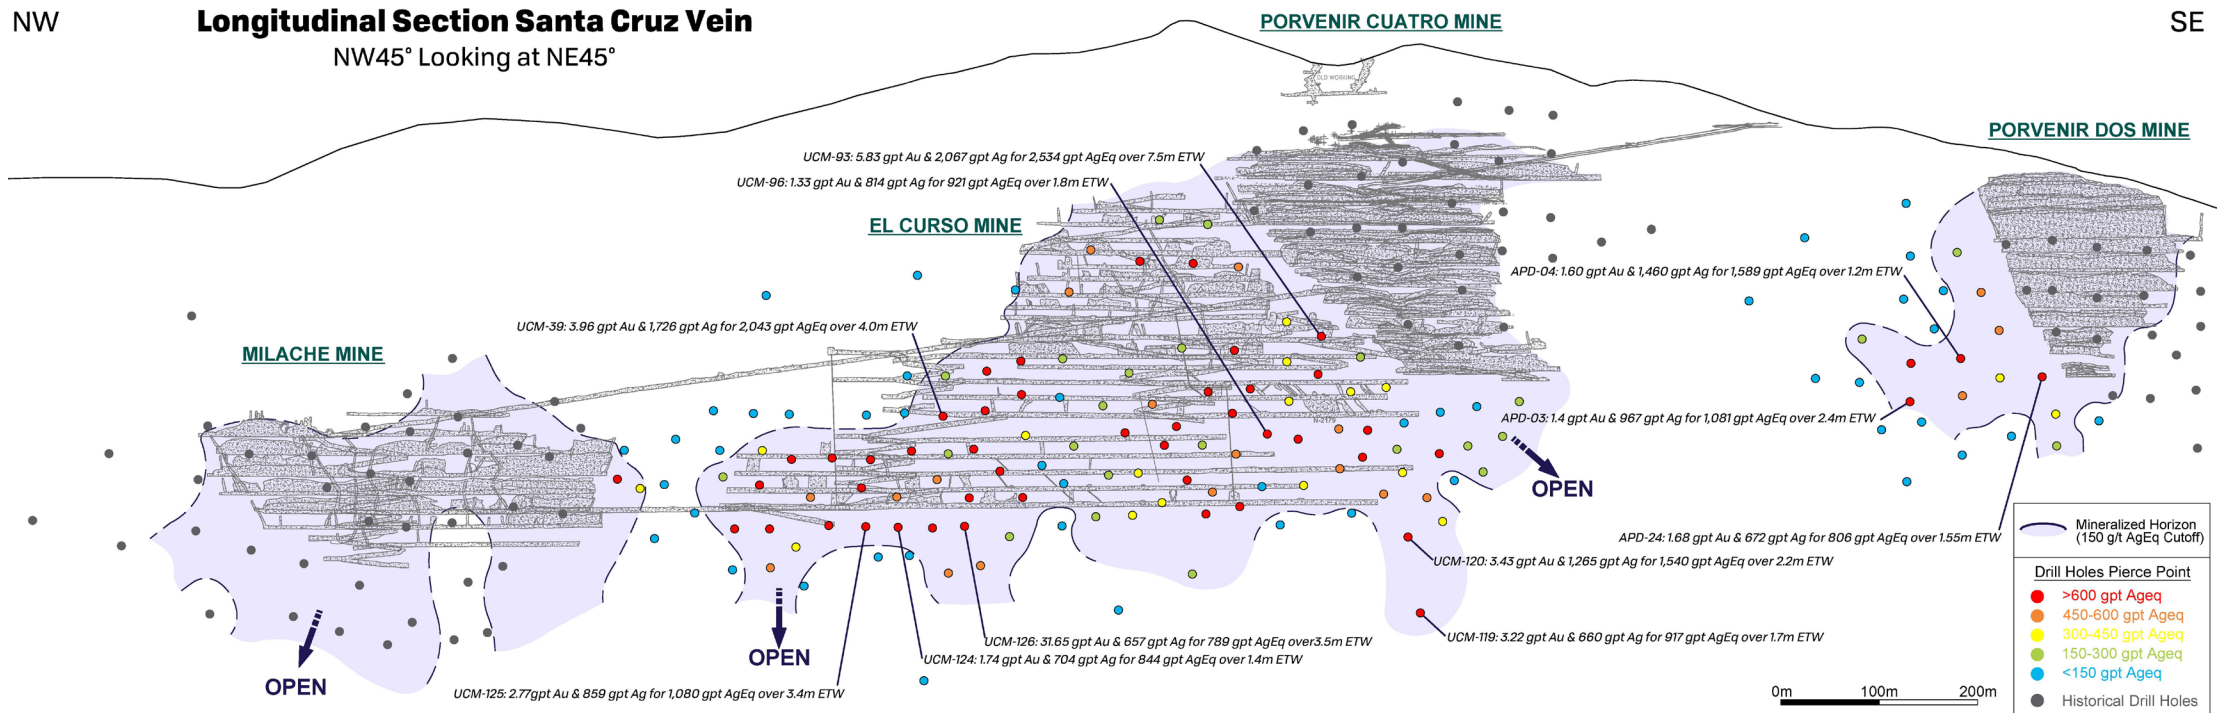 NW
Longitudinal Section Santa Cruz Vein
NW45° Looking at NE45°
PORVENIR CUATRO MINE
SE
OLD WORKING
PORVENIR DOS MINE
UCM-93: 5.83 gpt Au & 2,067 gpt Ag for 2,534 gpt AgEq over 7.5m ETW
UCM-96: 1.33 gpt Au & 814 gpt Ag for 921 gpt AgEq over 1.8m ETW
EL CURSO MINE
APD-04: 1.60 gpt Au & 1,460 gpt Ag for 1,589 gpt AgEq over 1.2m ETW
UCM-39: 3.96 gpt Au & 1,726 gpt Ag for 2,043 gpt AgEq over 4.0m ETW
MILACHE MINE
APD-03: 1.4 gpt Au & 967 gpt Ag for 1,081 gpt AgEq over 2.4m ETW
N-2179
OPEN
APD-24: 1.68 gpt Au & 672 gpt Ag for 806 gpt AgEq over 1.55m ETW
UCM-120: 3.43 gpt Au & 1,265 gpt Ag for 1,540 gpt AgEq over 2.2m ETW
UCM-119: 3.22 gpt Au & 660 gpt Ag for 917 gpt AgEq over 1.7m ETW
UCM-126: 31.65 gpt Au & 657 gpt Ag for 789 gpt AgEq over3.5m ETW
UCM-124: 1.74 gpt Au & 704 gpt Ag for 844 gpt AgEq over 1.4m ETW
OPEN
OPEN
UCM-125: 2.77gpt Au & 859 gpt Ag for 1,080 gpt AgEq over 3.4m ETW
Mineralized Horizon
(150 g/t AgEq Cutoff)
Drill Holes Pierce Point
>600 gpt Ageq
450-600 gpt Ageq
300-450 gpt Ageq
150-300 gpt Ageq
<150 gpt Ageq
Historical Drill Holes
0m 100m 200m